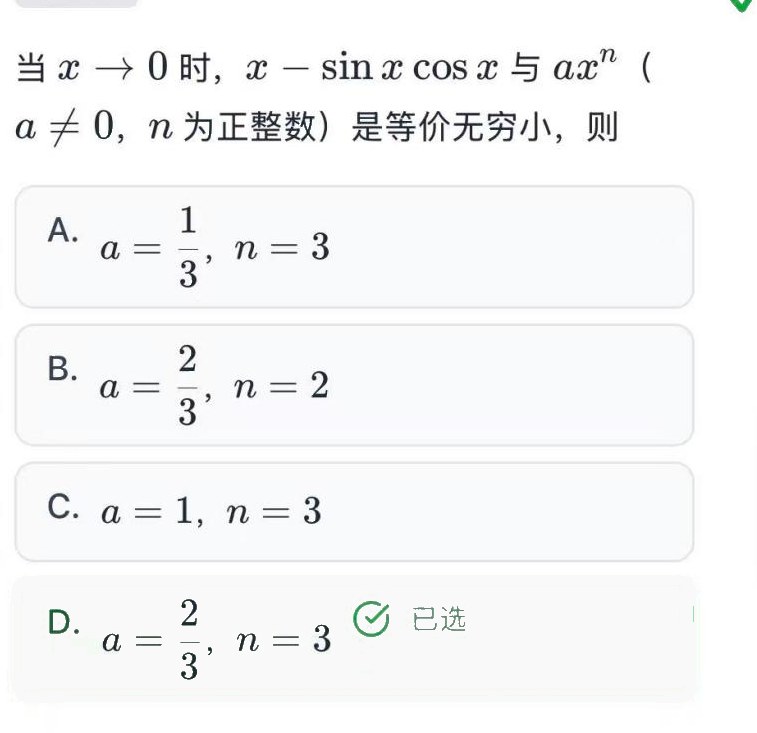 当 x → 0 时，x − sin x cos x 与 axⁿ（
a ≠ 0，n 为正整数）是等价无穷小，则
A. a = 1/3, n = 3
B. a = 2/3, n = 2
C. a = 1, n = 3
D. a = 2/3, n = 3 已选